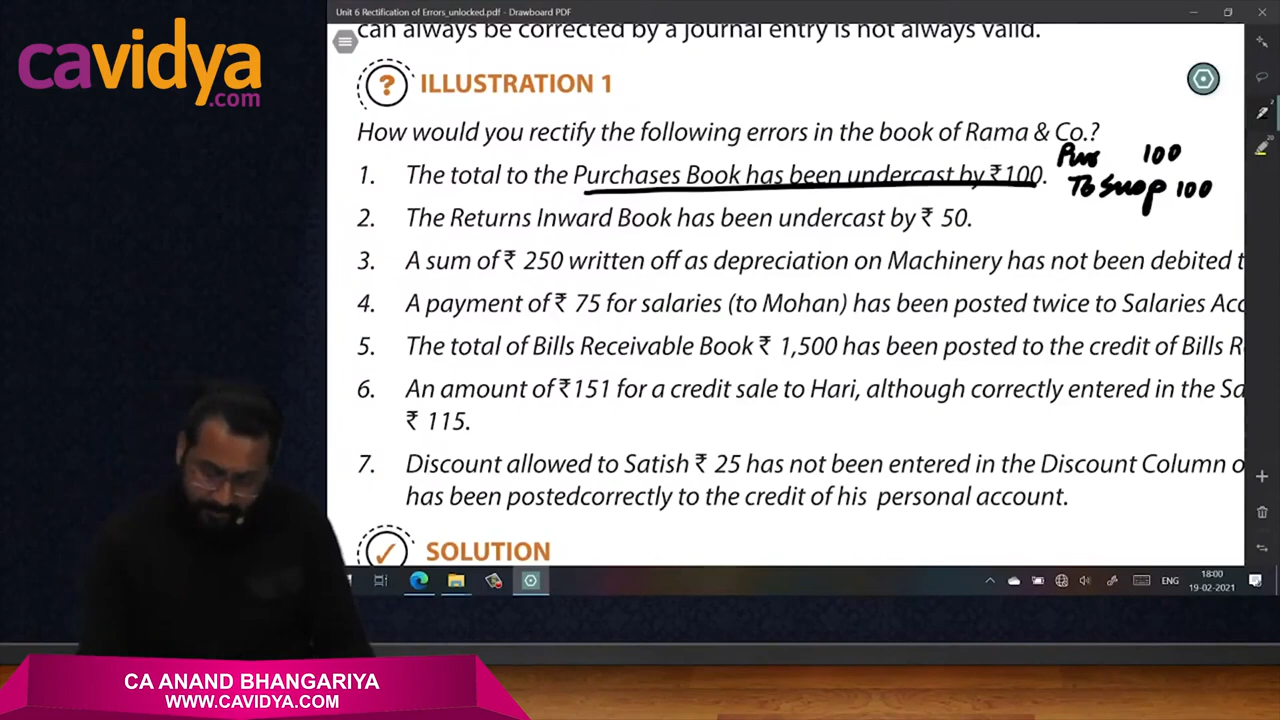 cavidya
.com
Unit 6 Rectification of Errors_unlocked.pdf - Drawboard PDF
can always be corrected by a journal entry is not always valid.
? ILLUSTRATION 1
How would you rectify the following errors in the book of Rama & Co.?
1. The total to the Purchases Book has been undercast by ₹100.
Pur 100
To Susp 100
2. The Returns Inward Book has been undercast by ₹ 50.
3. A sum of ₹ 250 written off as depreciation on Machinery has not been debited t
4. A payment of ₹ 75 for salaries (to Mohan) has been posted twice to Salaries Acc
5. The total of Bills Receivable Book ₹ 1,500 has been posted to the credit of Bills R
6. An amount of ₹151 for a credit sale to Hari, although correctly entered in the Sa
₹ 115.
7. Discount allowed to Satish ₹ 25 has not been entered in the Discount Column o
has been postedcorrectly to the credit of his personal account.
SOLUTION
ENG
18:00
19-02-2021
CA ANAND BHANGARIYA
WWW.CAVIDYA.COM